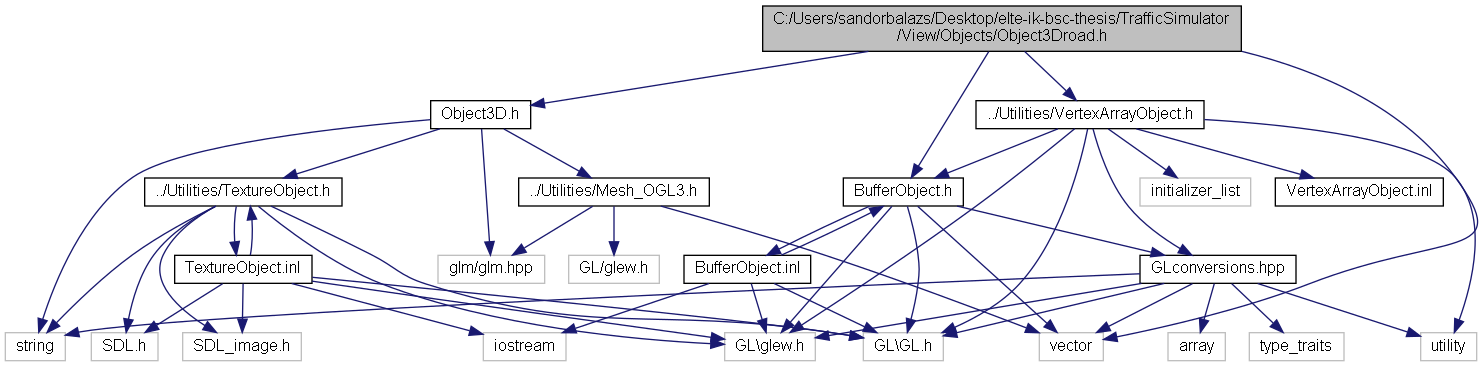 C:/Users/sandorbalazs/Desktop/elte-ik-bsc-thesis/TrafficSimulator
/View/Objects/Object3Droad.h
Object3D.h
../Utilities/VertexArrayObject.h
../Utilities/TextureObject.h
../Utilities/Mesh_OGL3.h
BufferObject.h
initializer_list
VertexArrayObject.inl
TextureObject.inl
glm/glm.hpp
GL/glew.h
BufferObject.inl
GLconversions.hpp
string
SDL.h
SDL_image.h
iostream
GL\glew.h
GL\GL.h
vector
array
type_traits
utility